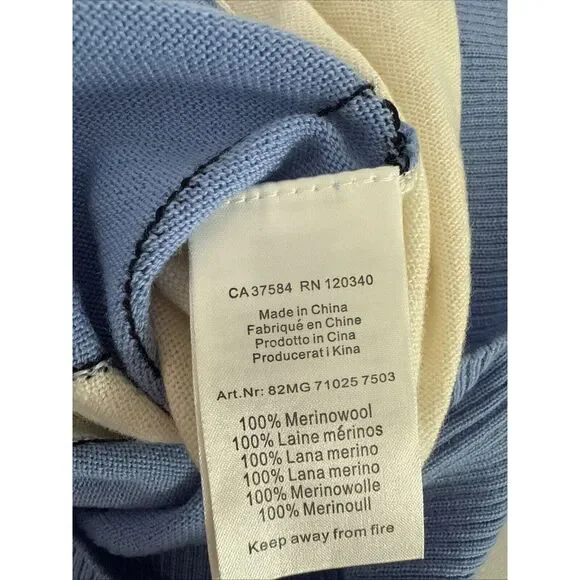 CA 37584 RN 120340
Made in China
Fabriqué en Chine
Prodotto in Cina
Producerat i Kina
Art.Nr: 82MG 71025 7503
100% Merinowool
100% Laine mérinos
100% Lana merino
100% Lana merino
100% Merinowolle
100% Merinoull
Keep away from fire